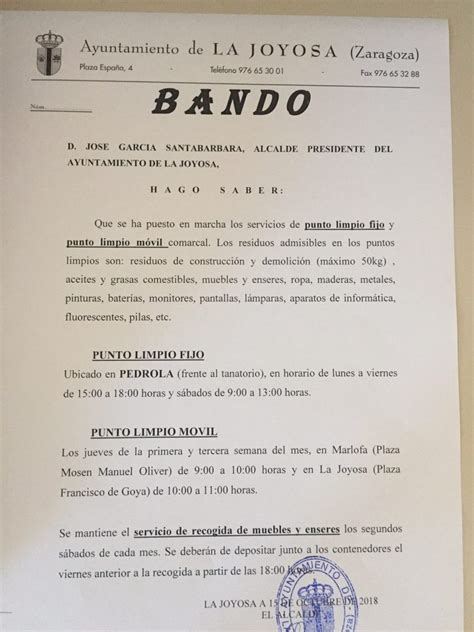 Ayuntamiento de LA JOYOSA (Zaragoza)
Plaza España, 4 Teléfono 976 65 30 01 Fax 976 65 32 88
Núm.
BANDO
D. JOSE GARCIA SANTABARBARA, ALCALDE PRESIDENTE DEL
AYUNTAMIENTO DE LA JOYOSA,
HAGO SABER:
Que se ha puesto en marcha los servicios de punto limpio fijo y
punto limpio móvil comarcal. Los residuos admisibles en los puntos
limpios son: residuos de construcción y demolición (máximo 50kg) ,
aceites y grasas comestibles, muebles y enseres, ropa, maderas, metales,
pinturas, baterías, monitores, pantallas, lámparas, aparatos de informática,
fluorescentes, pilas, etc.
PUNTO LIMPIO FIJO
Ubicado en PEDROLA (frente al tanatorio), en horario de lunes a viernes
de 15:00 a 18:00 horas y sábados de 9:00 a 13:00 horas.
PUNTO LIMPIO MOVIL
Los jueves de la primera y tercera semana del mes, en Marlofa (Plaza
Mosen Manuel Oliver) de 9:00 a 10:00 horas y en La Joyosa (Plaza
Francisco de Goya) de 10:00 a 11:00 horas.
Se mantiene el servicio de recogida de muebles y enseres los segundos
sábados de cada mes. Se deberán de depositar junto a los contenedores el
viernes anterior a la recogida a partir de las 18:00 horas.
LA JOYOSA A 15 DE OCTUBRE DE 2018
EL ALCALDE
AYUNTAMIENTO DE